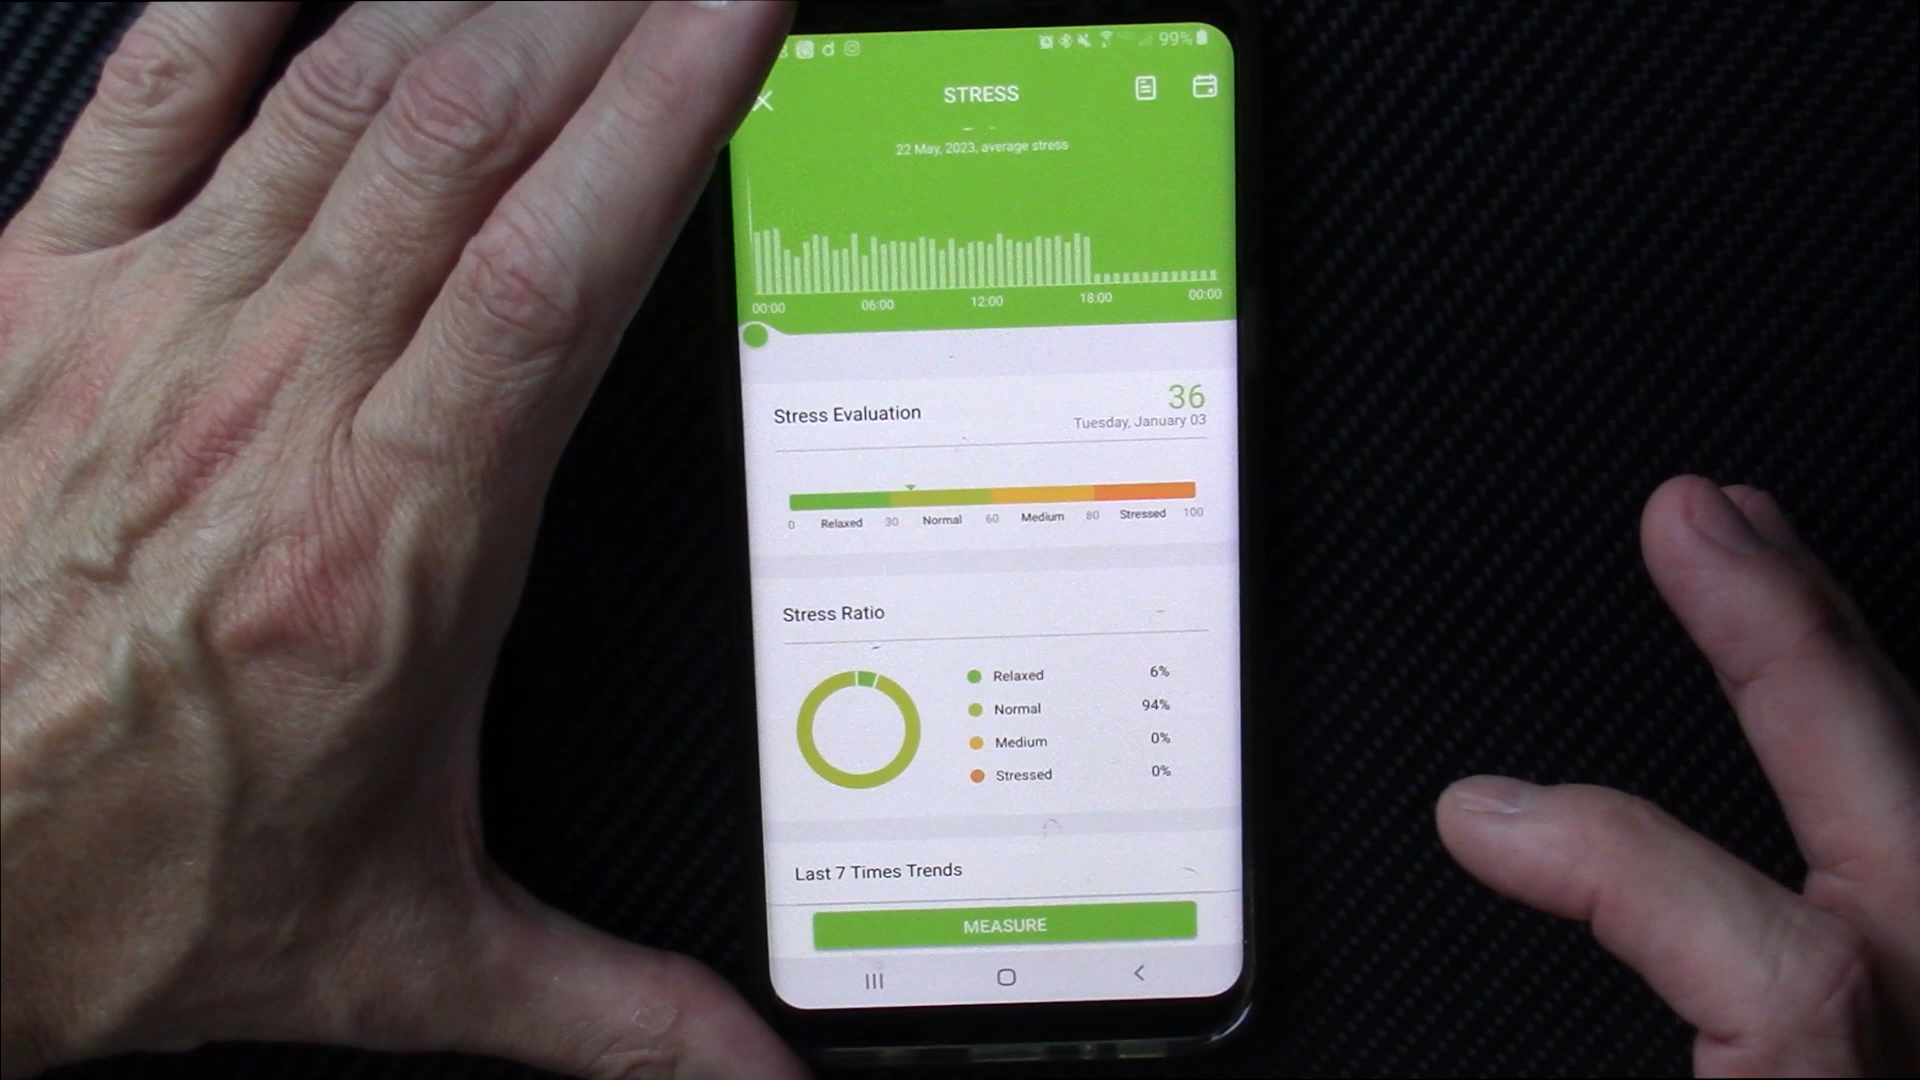 99%
STRESS
22 May, 2023, average stress
00:00 06:00 12:00 18:00 00:00
Stress Evaluation
36
Tuesday, January 03
0 Relaxed 30 Normal 60 Medium 80 Stressed 100
Stress Ratio
Relaxed 6%
Normal 94%
Medium 0%
Stressed 0%
Last 7 Times Trends
MEASURE